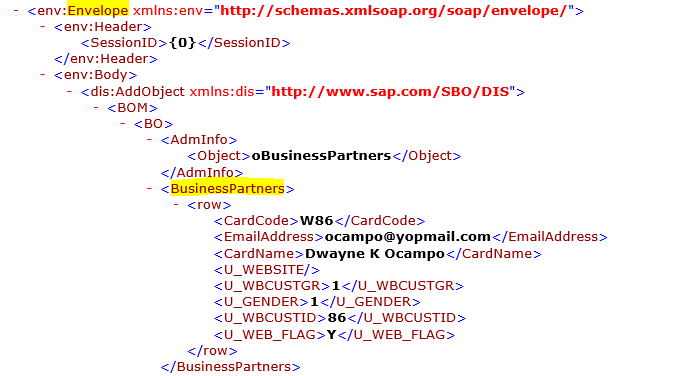 - <env:Envelope xmlns:env="http://schemas.xmlsoap.org/soap/envelope/">
- <env:Header>
<SessionID>{0}</SessionID>
</env:Header>
- <env:Body>
- <dis:AddObject xmlns:dis="http://www.sap.com/SBO/DIS">
- <BOM>
- <BO>
- <AdmInfo>
<Object>oBusinessPartners</Object>
</AdmInfo>
- <BusinessPartners>
- <row>
<CardCode>W86</CardCode>
<EmailAddress>ocampo@yopmail.com</EmailAddress>
<CardName>Dwayne K Ocampo</CardName>
<U_WEBSITE/>
<U_WBCUSTGR>1</U_WBCUSTGR>
<U_GENDER>1</U_GENDER>
<U_WBCUSTID>86</U_WBCUSTID>
<U_WEB_FLAG>Y</U_WEB_FLAG>
</row>
</BusinessPartners>